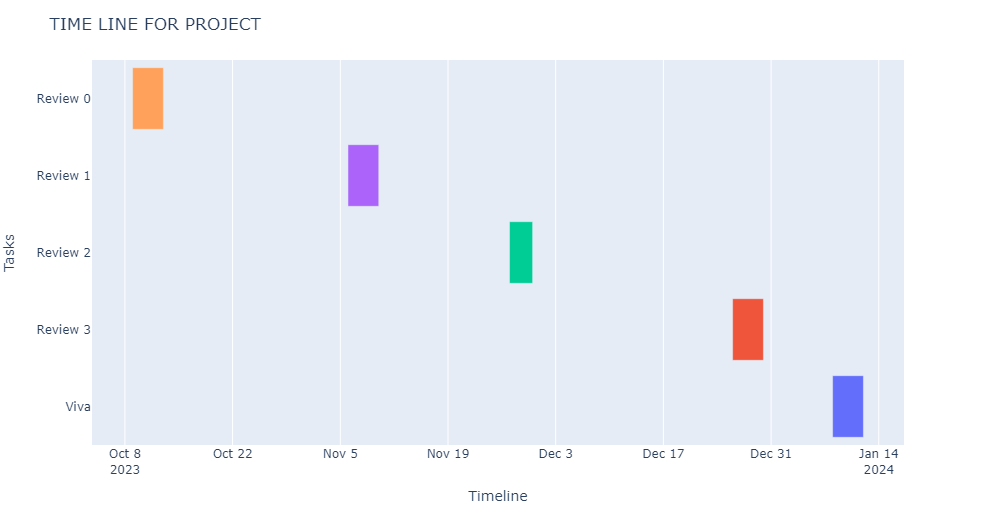 TIME LINE FOR PROJECT
Review 0
Review 1
Review 2
Review 3
Viva
Tasks
Oct 8
2023
Oct 22
Nov 5
Nov 19
Dec 3
Dec 17
Dec 31
Jan 14
2024
Timeline